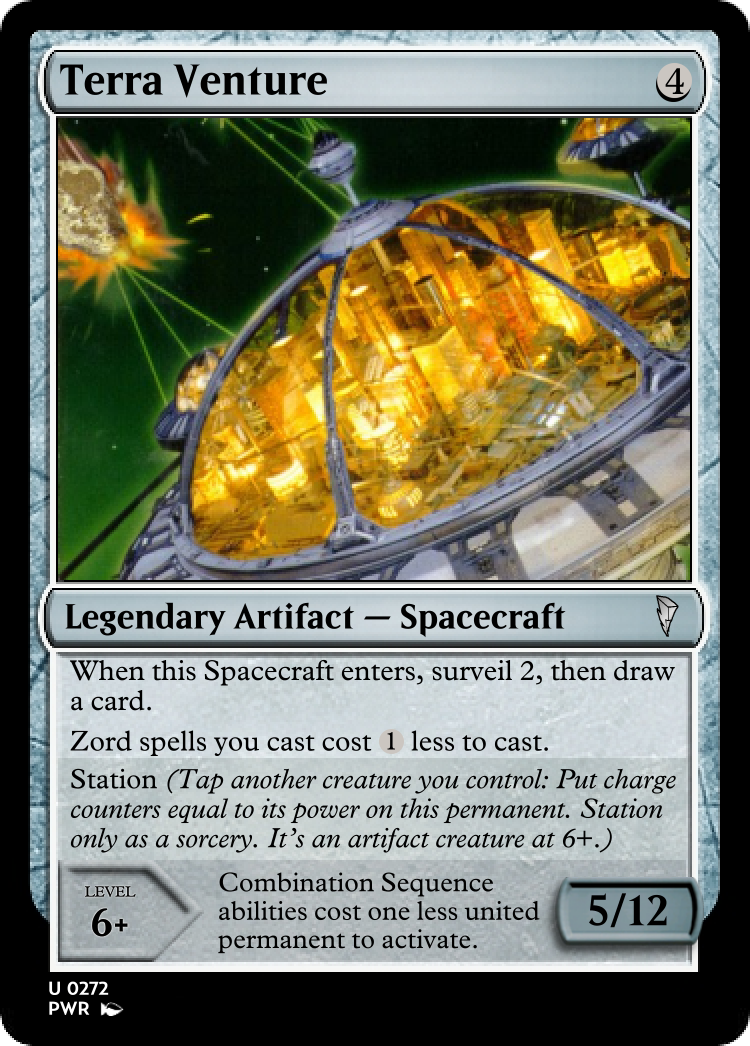 Terra Venture 4
Legendary Artifact — Spacecraft
When this Spacecraft enters, surveil 2, then draw
a card.
Zord spells you cast cost 1 less to cast.
Station (Tap another creature you control: Put charge
counters equal to its power on this permanent. Station
only as a sorcery. It's an artifact creature at 6+.)
LEVEL
6+
Combination Sequence
abilities cost one less united
permanent to activate.
5/12
U 0272
PWR